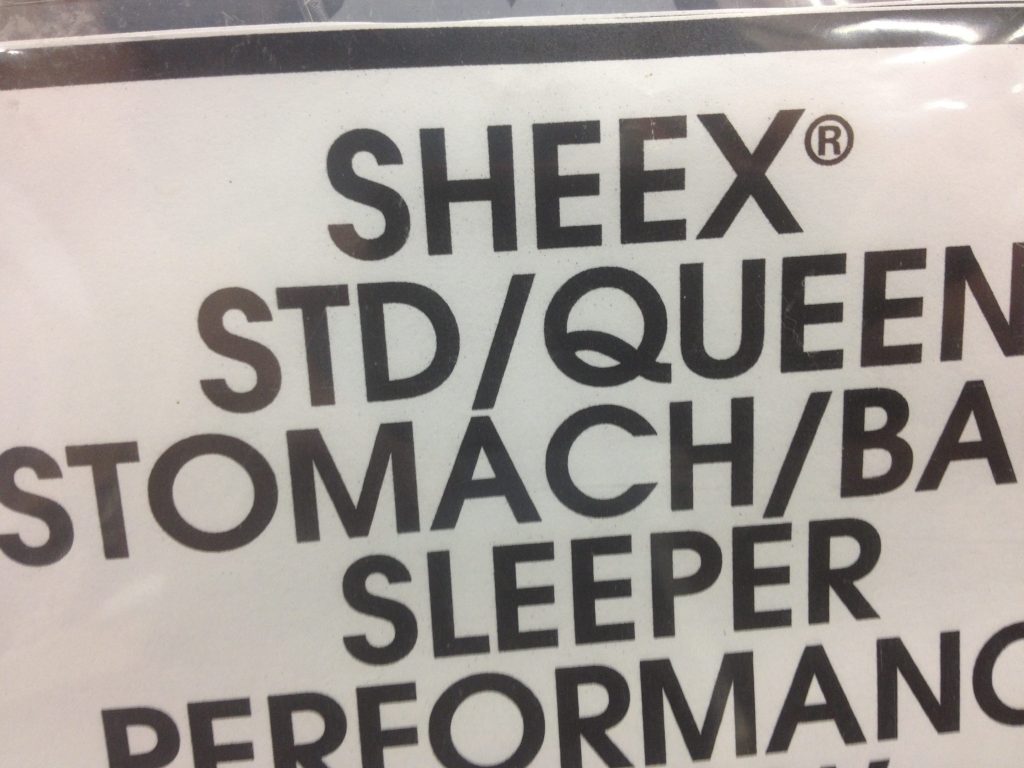 SHEEX®
STD/QUEEN
STOMACH/BA
SLEEPER
PERFORMANC